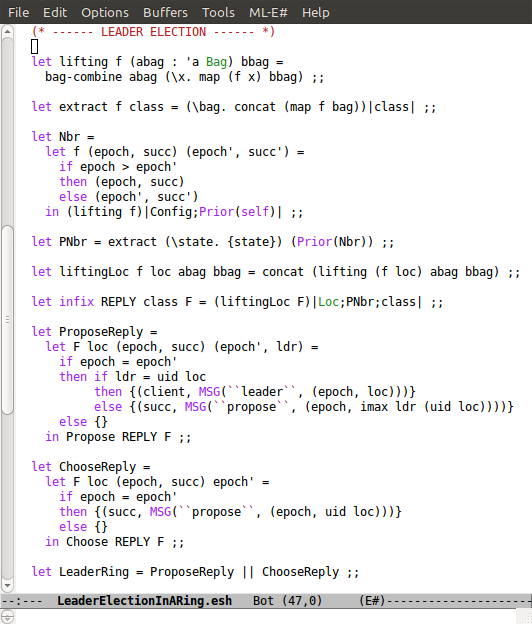 File Edit Options Buffers Tools ML-E# Help
(* ------ LEADER ELECTION ------ *)
let lifting f (abag : 'a Bag) bbag =
  bag-combine abag (\x. map (f x) bbag) ;;
let extract f class = (\bag. concat (map f bag))|class| ;;
let Nbr =
  let f (epoch, succ) (epoch', succ') =
    if epoch > epoch'
    then (epoch, succ)
    else (epoch', succ')
  in (lifting f)|Config;Prior(self)| ;;
let PNbr = extract (\state. {state}) (Prior(Nbr)) ;;
let liftingLoc f loc abag bbag = concat (lifting (f loc) abag bbag) ;;
let infix REPLY class F = (liftingLoc F)|Loc;PNbr;class| ;;
let ProposeReply =
  let F loc (epoch, succ) (epoch', ldr) =
    if epoch = epoch'
    then if ldr = uid loc
         then {(client, MSG(``leader``, (epoch, loc)))}
         else {(succ, MSG(``propose``, (epoch, imax ldr (uid loc))))}
    else {}
  in Propose REPLY F ;;
let ChooseReply =
  let F loc (epoch, succ) epoch' =
    if epoch = epoch'
    then {(succ, MSG(``propose``, (epoch, uid loc)))}
    else {}
  in Choose REPLY F ;;
let LeaderRing = ProposeReply || ChooseReply ;;
--:--- LeaderElectionInARing.esh Bot (47,0) (E#)--------------------